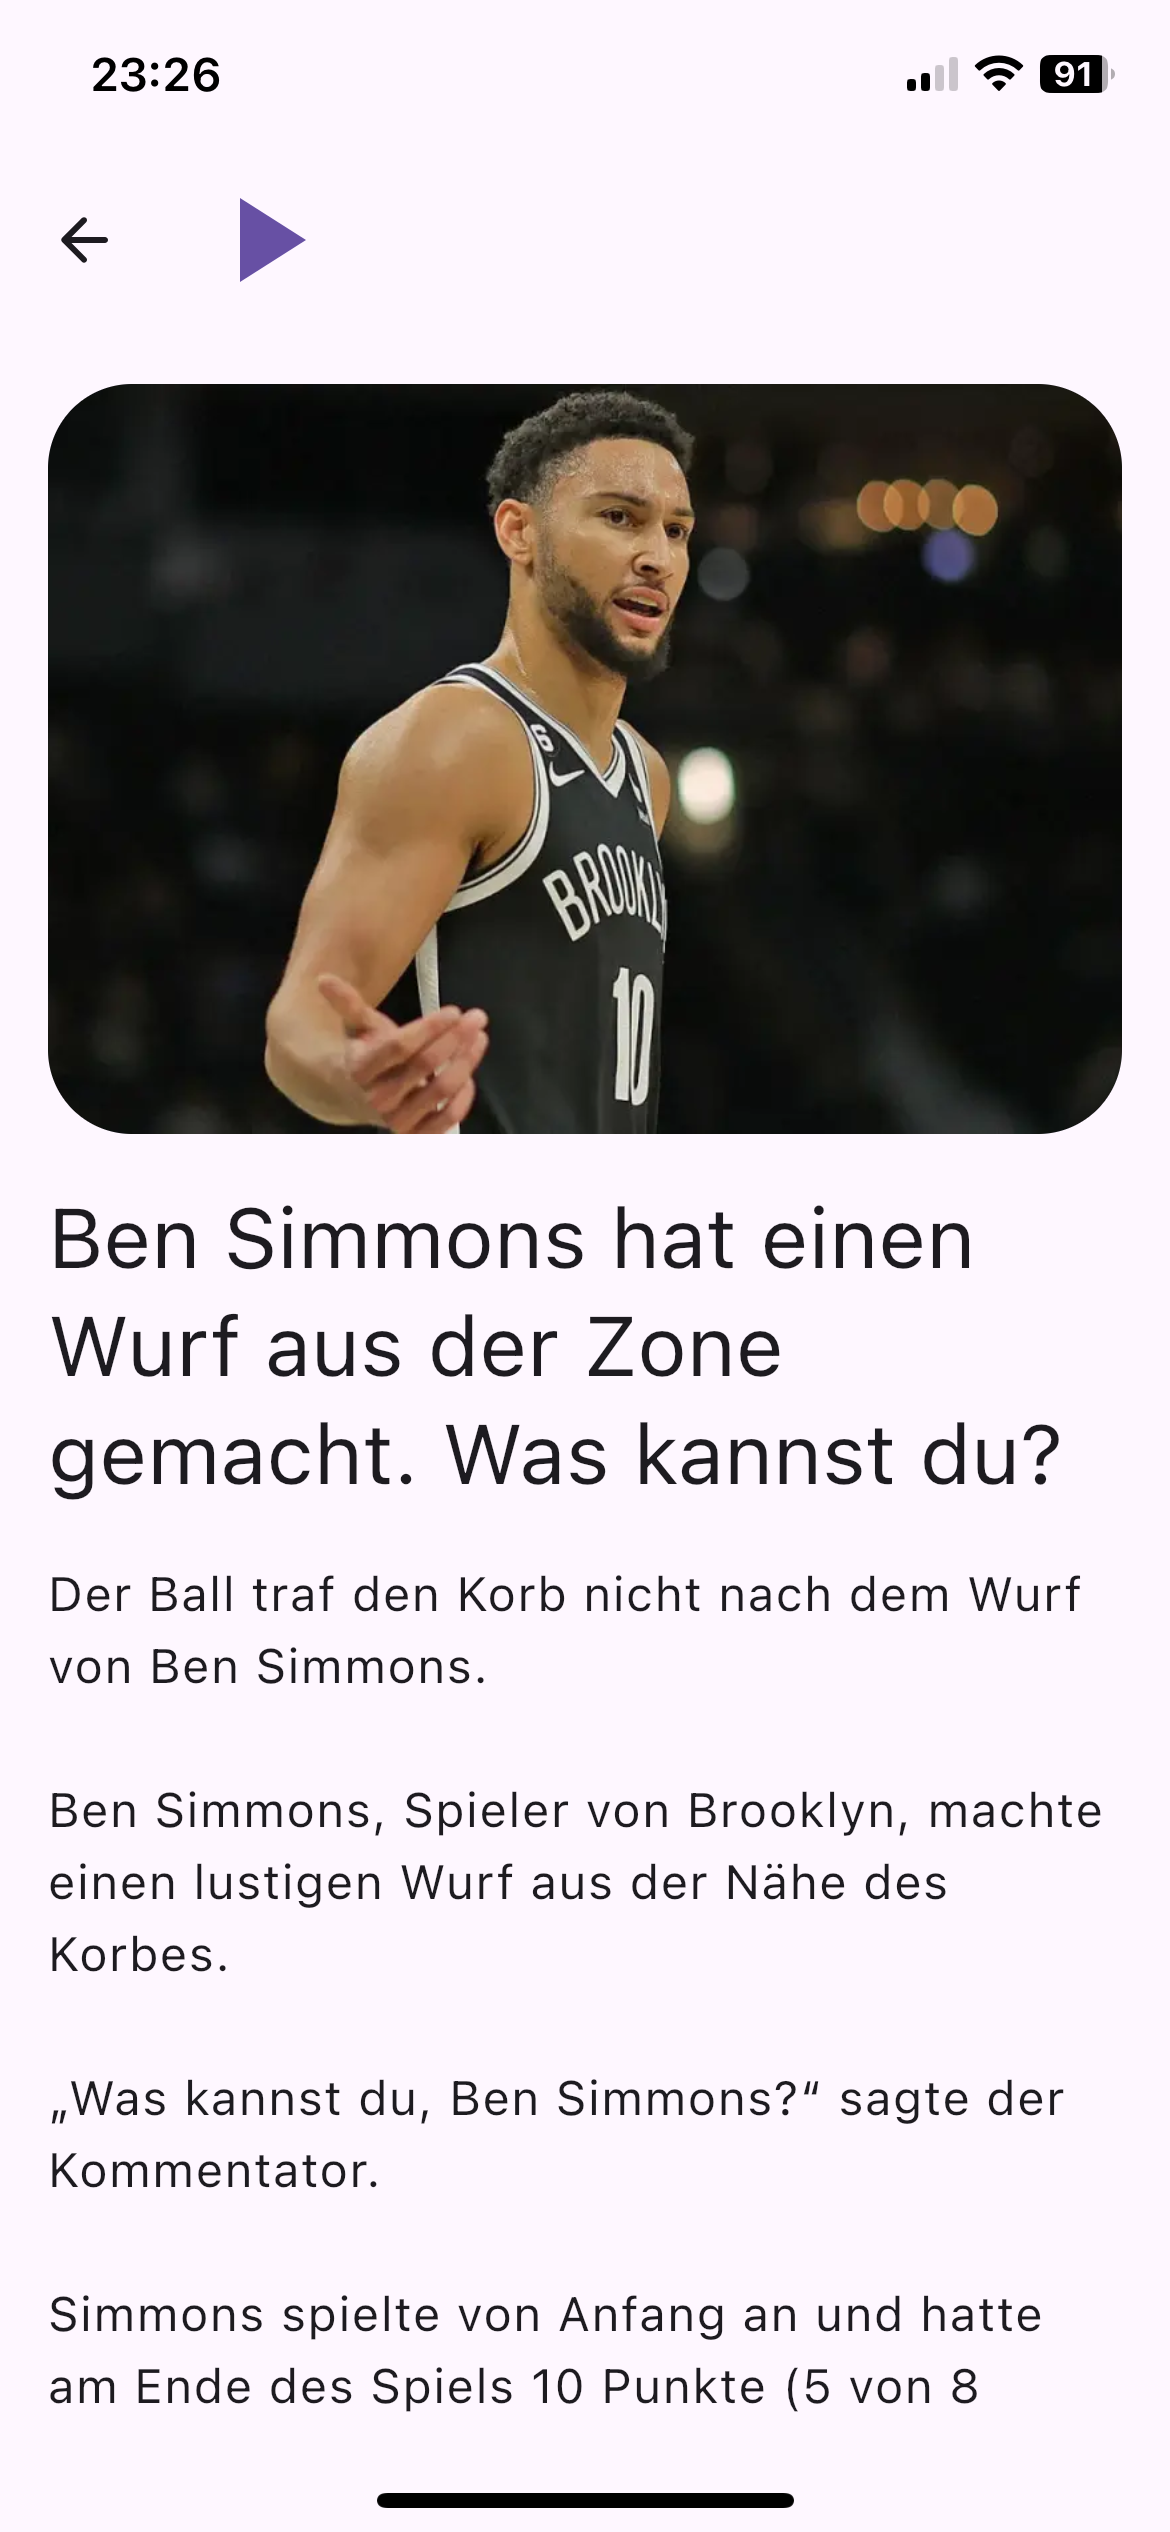 23:26
91
6
BROOKLY
10
Ben Simmons hat einen
Wurf aus der Zone
gemacht. Was kannst du?
Der Ball traf den Korb nicht nach dem Wurf
von Ben Simmons.
Ben Simmons, Spieler von Brooklyn, machte
einen lustigen Wurf aus der Nähe des
Korbes.
„Was kannst du, Ben Simmons?“ sagte der
Kommentator.
Simmons spielte von Anfang an und hatte
am Ende des Spiels 10 Punkte (5 von 8